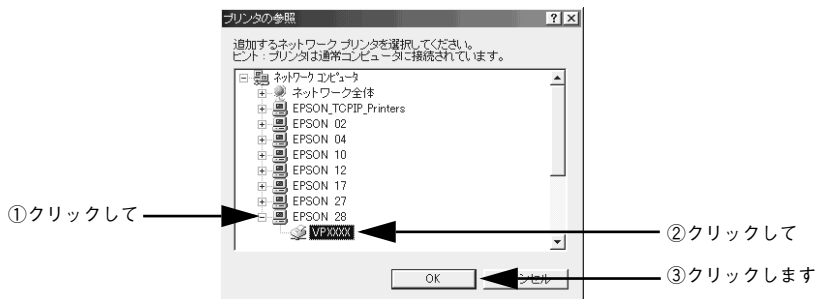 プリンタの参照
追加するネットワーク プリンタを選択してください。
ヒント : プリンタは通常コンピュータに接続されています。
ネットワーク コンピュータ
ネットワーク全体
EPSON_TCPIP_Printers
EPSON 02
EPSON 04
EPSON 10
EPSON 12
EPSON 17
EPSON 27
①クリックして
EPSON 28
VPXXXX
②クリックして
OK
③クリックします